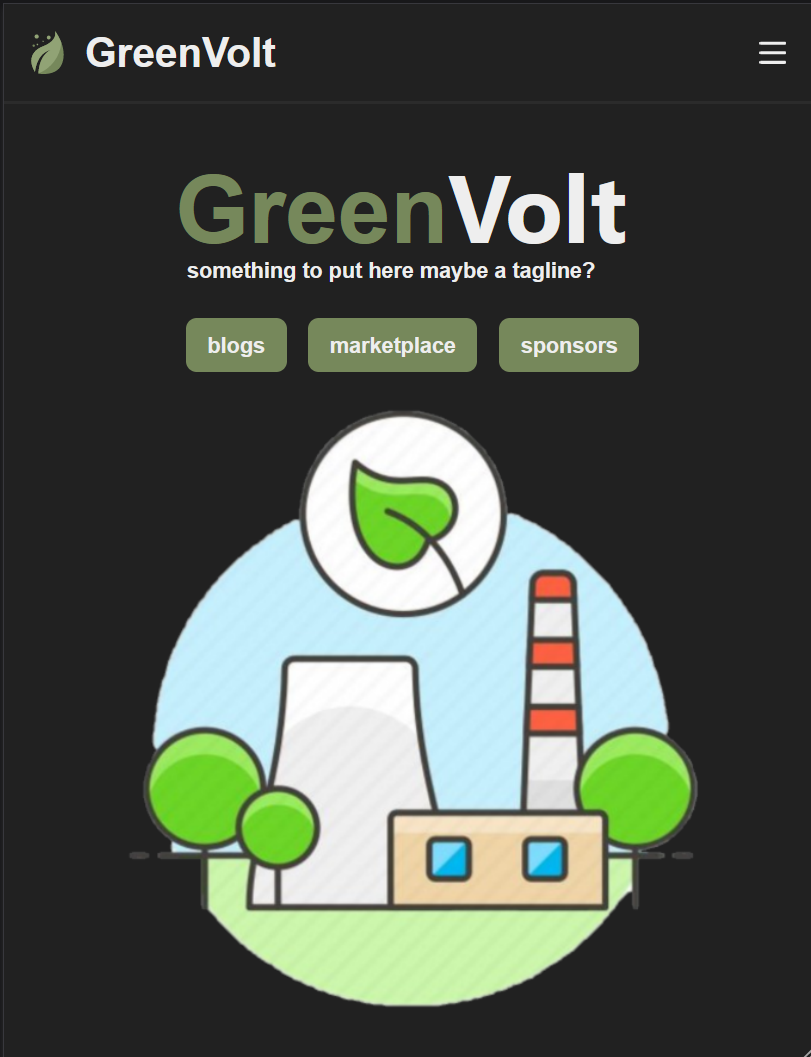 GreenVolt
GreenVolt
something to put here maybe a tagline?
blogs marketplace sponsors